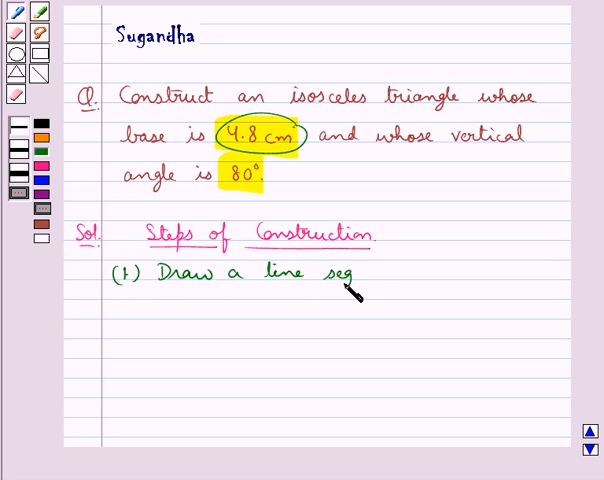 Sugandha
Q. Construct an isosceles triangle whose
base is 4.8 cm and whose vertical
angle is 80°.
Sol. Steps of Construction.
(1) Draw a line seg